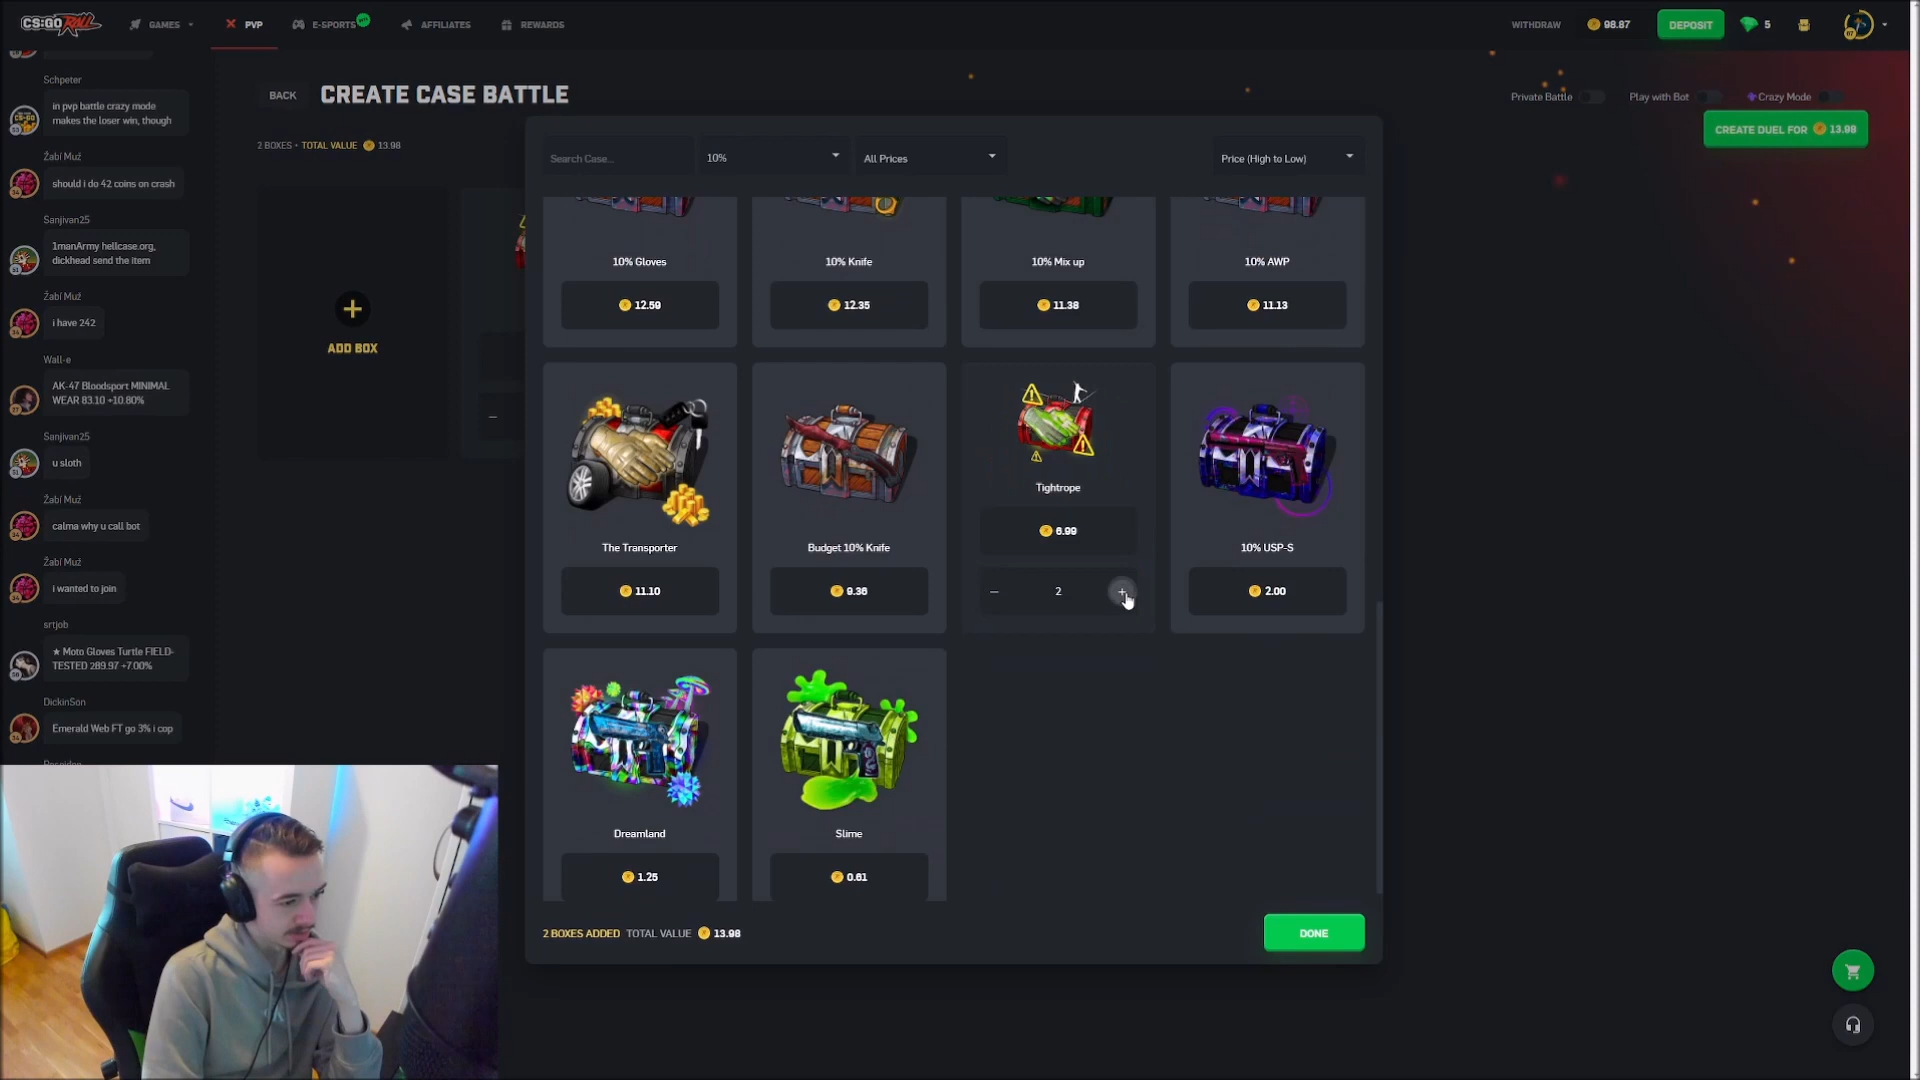 CS:GO ROLL
GAMES
PVP
E-SPORTS
AFFILIATES
REWARDS
WITHDRAW
98.87
DEPOSIT
5
Schpeter
in pvp battle crazy mode
makes the loser win, though
Žabí Muž
should i do 42 coins on crash
Sanjivan25
1manArmy hellcase.org,
dickhead send the item
Žabí Muž
i have 242
Wall-e
AK-47 Bloodsport MINIMAL
WEAR 83.10 +10.80%
Sanjivan25
u sloth
Žabí Muž
calma why u call bot
Žabí Muž
i wanted to join
srtjob
★ Moto Gloves Turtle FIELD-
TESTED 289.97 +7.00%
DickinSon
Emerald Web FT go 3% i cop
BACK
CREATE CASE BATTLE
2 BOXES • TOTAL VALUE 13.98
Private Battle
Play with Bot
Crazy Mode
CREATE DUEL FOR 13.98
+
ADD BOX
Search Case...
10%
All Prices
Price (High to Low)
10% Gloves
12.59
10% Knife
12.35
10% Mix up
11.38
10% AWP
11.13
The Transporter
11.10
Budget 10% Knife
9.36
Tightrope
6.99
– 2 +
10% USP-S
2.00
Dreamland
1.25
Slime
0.61
2 BOXES ADDED TOTAL VALUE 13.98
DONE